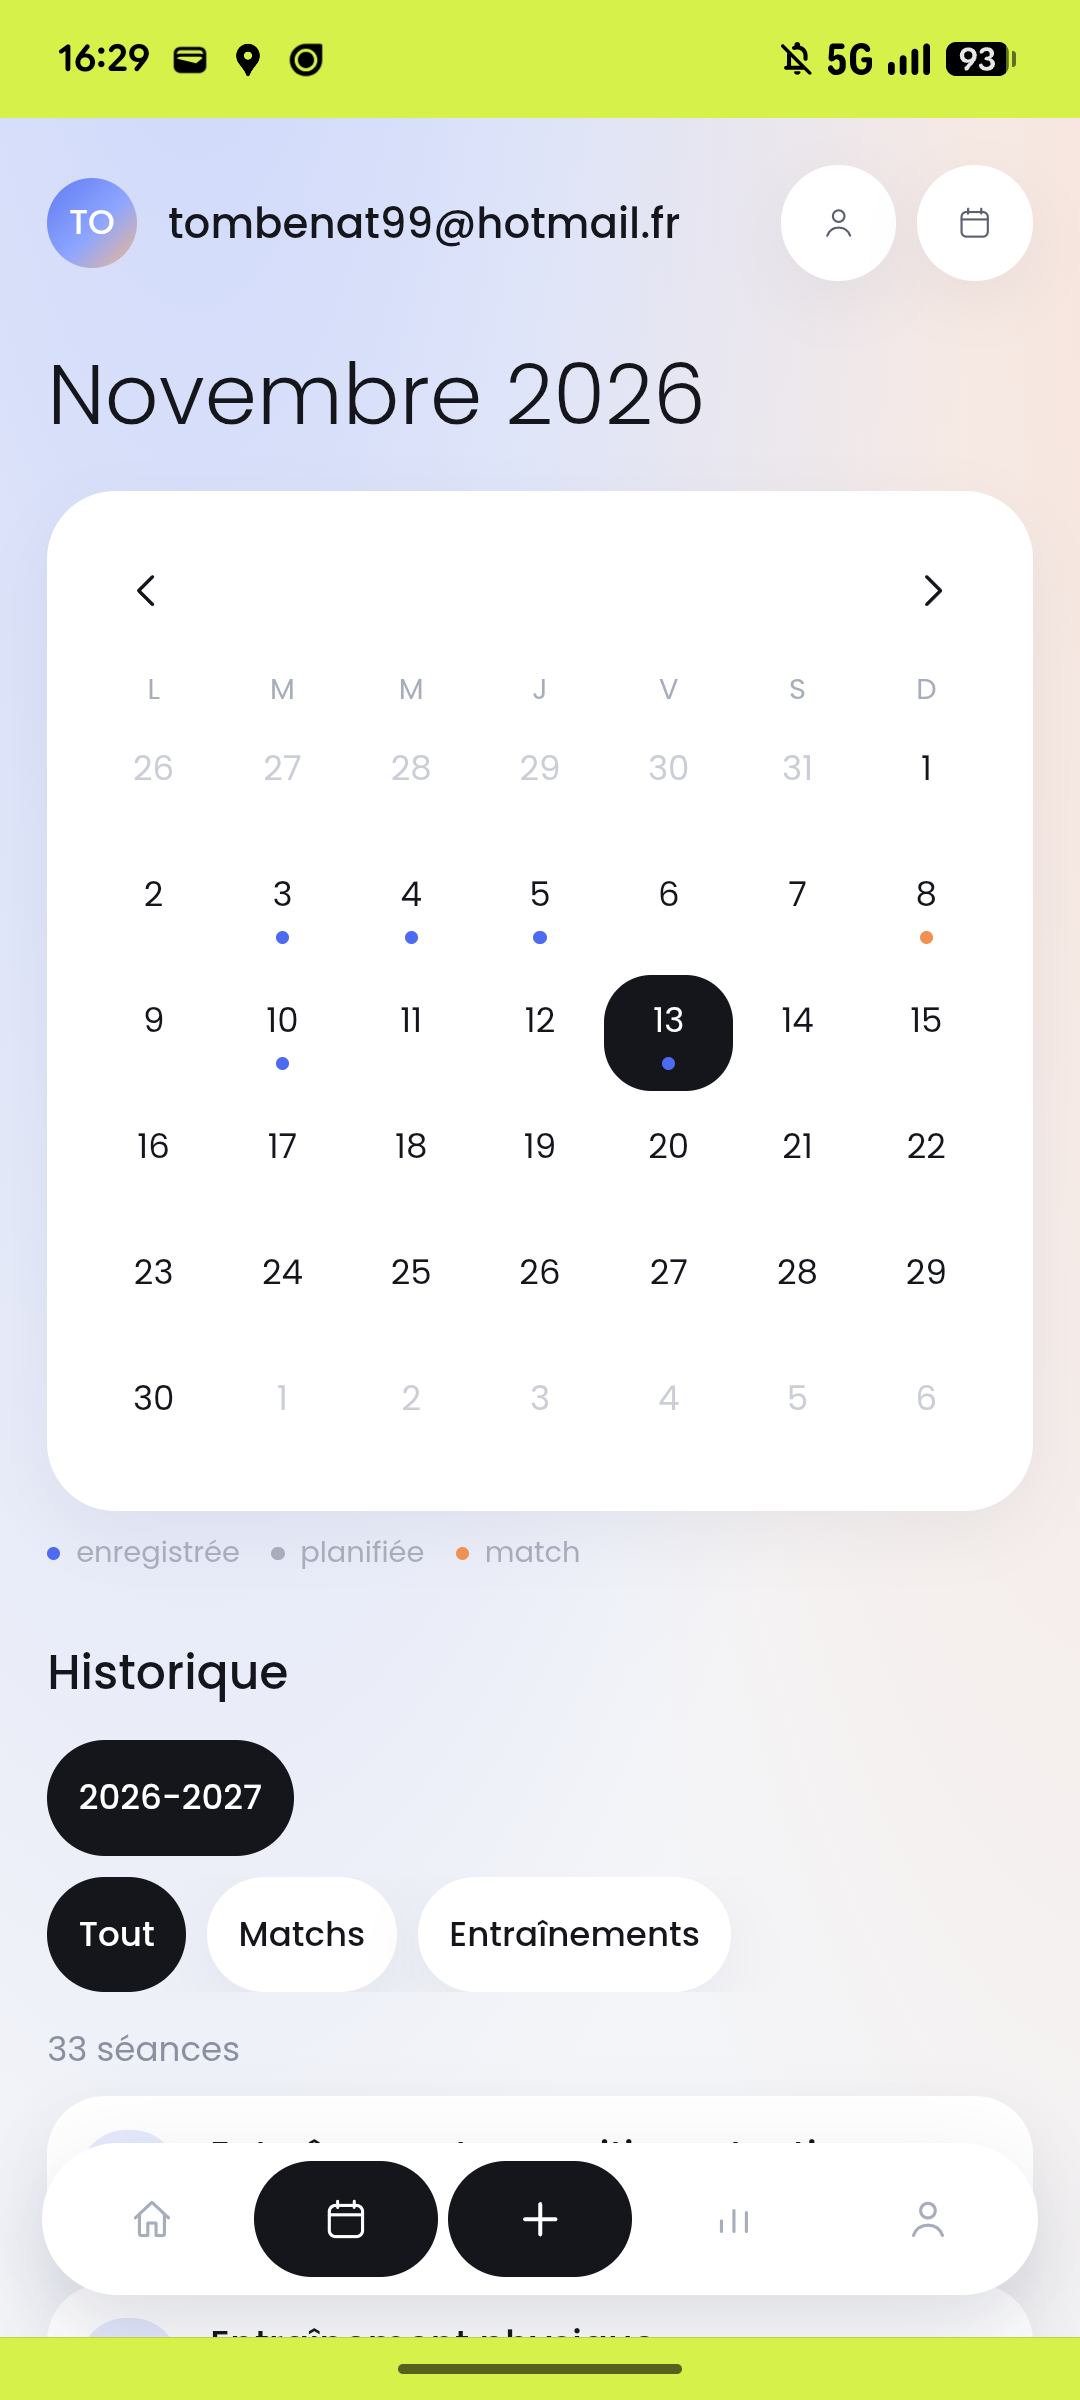 16:29 5G 93
TO tombenat99@hotmail.fr
Novembre 2026
L M M J V S D
26 27 28 29 30 31 1
2 3 4 5 6 7 8
9 10 11 12 13 14 15
16 17 18 19 20 21 22
23 24 25 26 27 28 29
30 1 2 3 4 5 6
enregistrée planifiée match
Historique
2026-2027
Tout Matchs Entraînements
33 séances
Entraînement physique